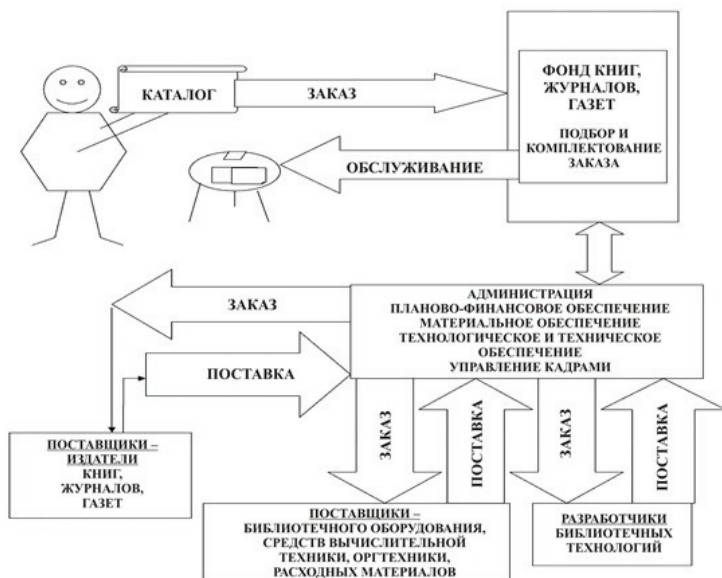 КАТАЛОГ
ЗАКАЗ
ФОНД КНИГ,
ЖУРНАЛОВ,
ГАЗЕТ
ПОДБОР И
КОМПЛЕКТОВАНИЕ
ЗАКАЗА
ОБСЛУЖИВАНИЕ
ЗАКАЗ
АДМИНИСТРАЦИЯ
ПЛАНОВО-ФИНАНСОВОЕ ОБЕСПЕЧЕНИЕ
МАТЕРИАЛЬНОЕ ОБЕСПЕЧЕНИЕ
ТЕХНОЛОГИЧЕСКОЕ И ТЕХНИЧЕСКОЕ
ОБЕСПЕЧЕНИЕ
УПРАВЛЕНИЕ КАДРАМИ
ПОСТАВКА
ЗАКАЗ
ПОСТАВКА
ЗАКАЗ
ПОСТАВКА
ПОСТАВЩИКИ –
ИЗДАТЕЛИ
КНИГ,
ЖУРНАЛОВ,
ГАЗЕТ
ПОСТАВЩИКИ –
БИБЛИОТЕЧНОГО ОБОРУДОВАНИЯ,
СРЕДСТВ ВЫЧИСЛИТЕЛЬНОЙ
ТЕХНИКИ, ОРГТЕХНИКИ,
РАСХОДНЫХ МАТЕРИАЛОВ
РАЗРАБОТЧИКИ
БИБЛИОТЕЧНЫХ
ТЕХНОЛОГИЙ